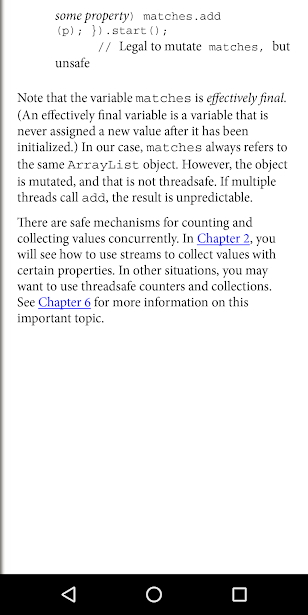 some property) matches.add
(p); }).start();
// Legal to mutate matches, but
unsafe
Note that the variable matches is effectively final.
(An effectively final variable is a variable that is
never assigned a new value after it has been
initialized.) In our case, matches always refers to
the same ArrayList object. However, the object
is mutated, and that is not threadsafe. If multiple
threads call add, the result is unpredictable.
There are safe mechanisms for counting and
collecting values concurrently. In Chapter 2, you
will see how to use streams to collect values with
certain properties. In other situations, you may
want to use threadsafe counters and collections.
See Chapter 6 for more information on this
important topic.